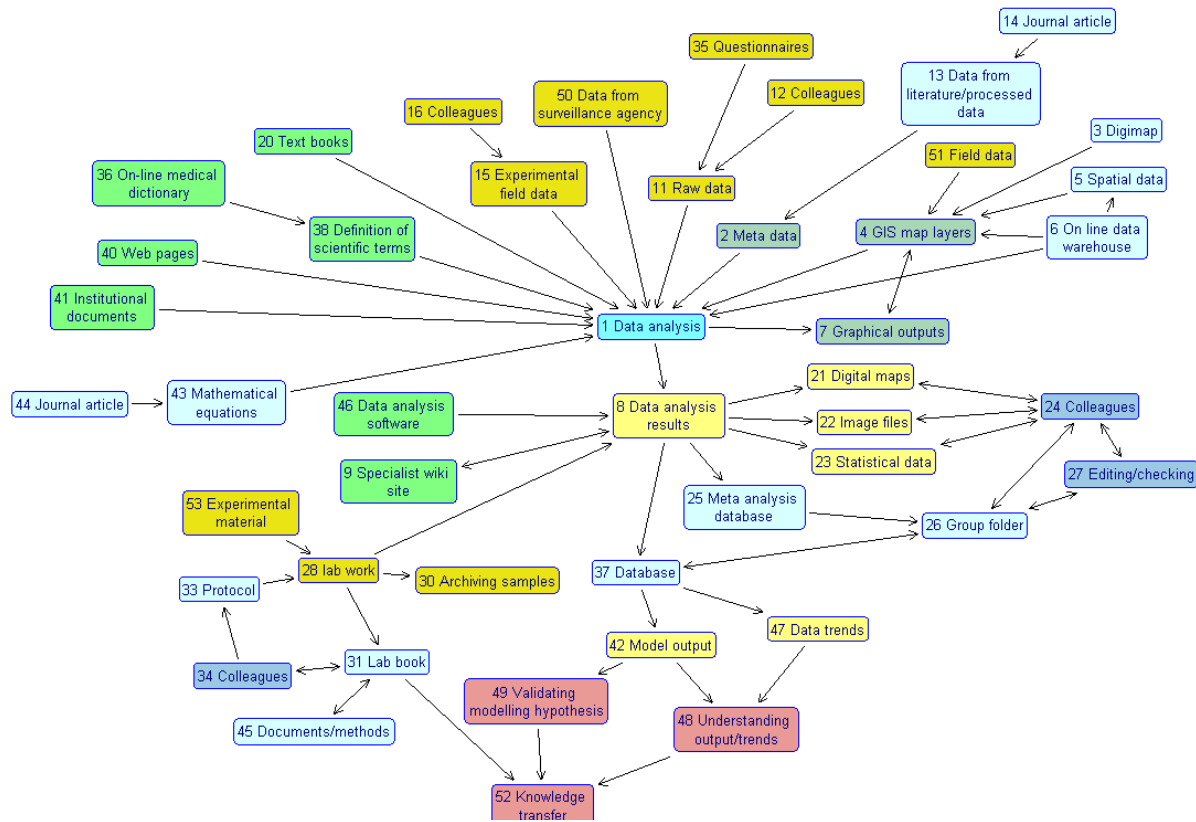 14 Journal article
35 Questionnaires
13 Data from
literature/processed
data
50 Data from
surveillance agency
12 Colleagues
16 Colleagues
3 Digimap
20 Text books
51 Field data
36 On-line medical
dictionary
15 Experimental
field data
11 Raw data
5 Spatial data
38 Definition of
scientific terms
2 Meta data
4 GIS map layers
6 On line data
warehouse
40 Web pages
41 Institutional
documents
1 Data analysis
7 Graphical outputs
44 Journal article
43 Mathematical
equations
21 Digital maps
46 Data analysis
software
8 Data analysis
results
22 Image files
24 Colleagues
23 Statistical data
9 Specialist wiki
site
27 Editing/checking
53 Experimental
material
25 Meta analysis
database
26 Group folder
28 lab work
30 Archiving samples
37 Database
33 Protocol
47 Data trends
42 Model output
34 Colleagues
31 Lab book
49 Validating
modelling hypothesis
48 Understanding
output/trends
45 Documents/methods
52 Knowledge
transfer